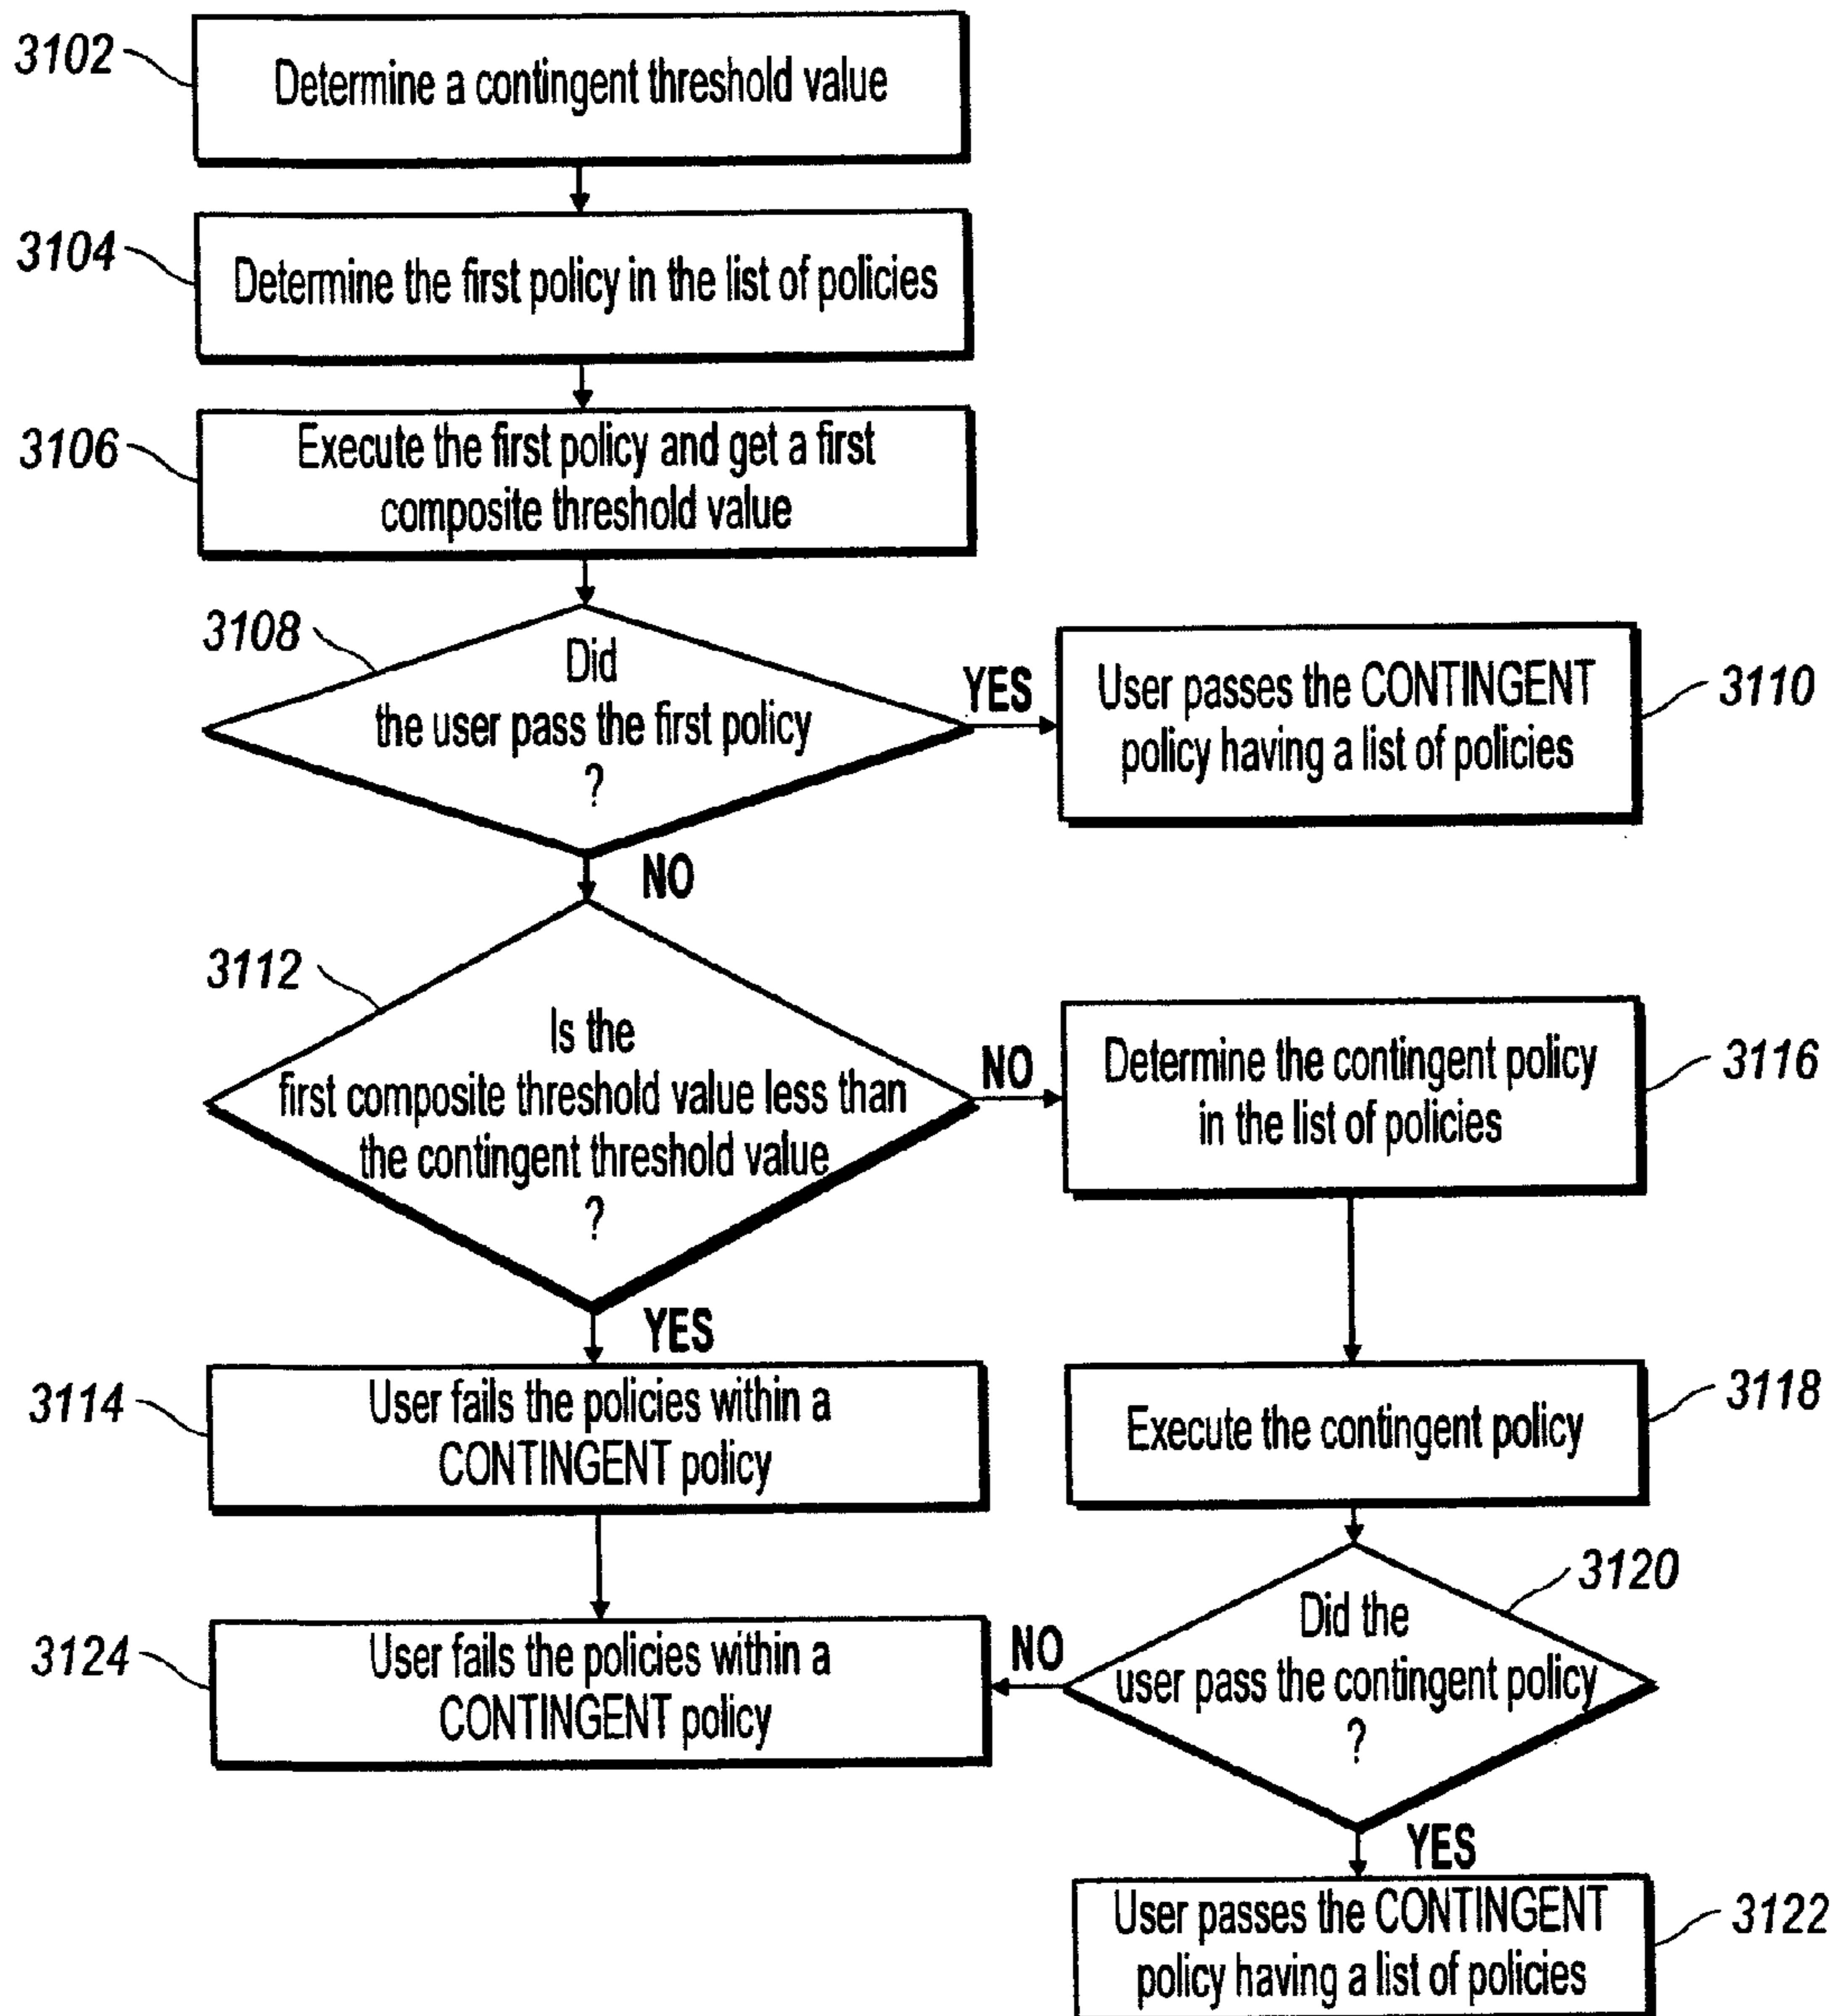 3102
Determine a contingent threshold value
3104
Determine the first policy in the list of policies
3106
Execute the first policy and get a first
composite threshold value
3108
Did
the user pass the first policy
?
YES
User passes the CONTINGENT
policy having a list of policies
3110
NO
3112
Is the
first composite threshold value less than
the contingent threshold value
?
NO
Determine the contingent policy
in the list of policies
3116
YES
3114
User fails the policies within a
CONTINGENT policy
Execute the contingent policy
3118
3124
User fails the policies within a
CONTINGENT policy
NO
Did the
user pass the contingent policy
?
3120
YES
User passes the CONTINGENT
policy having a list of policies
3122